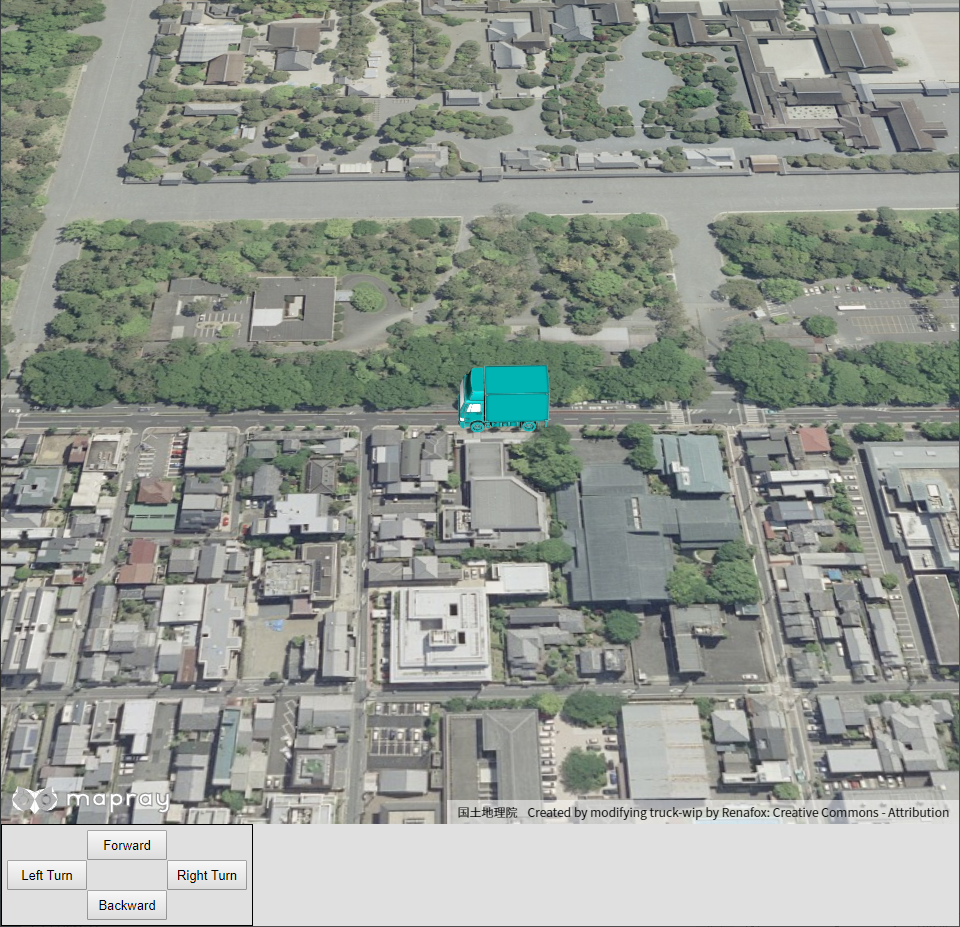 mapray
国土地理院 Created by modifying truck-wip by Renafox: Creative Commons - Attribution
Forward
Left Turn Right Turn
Backward